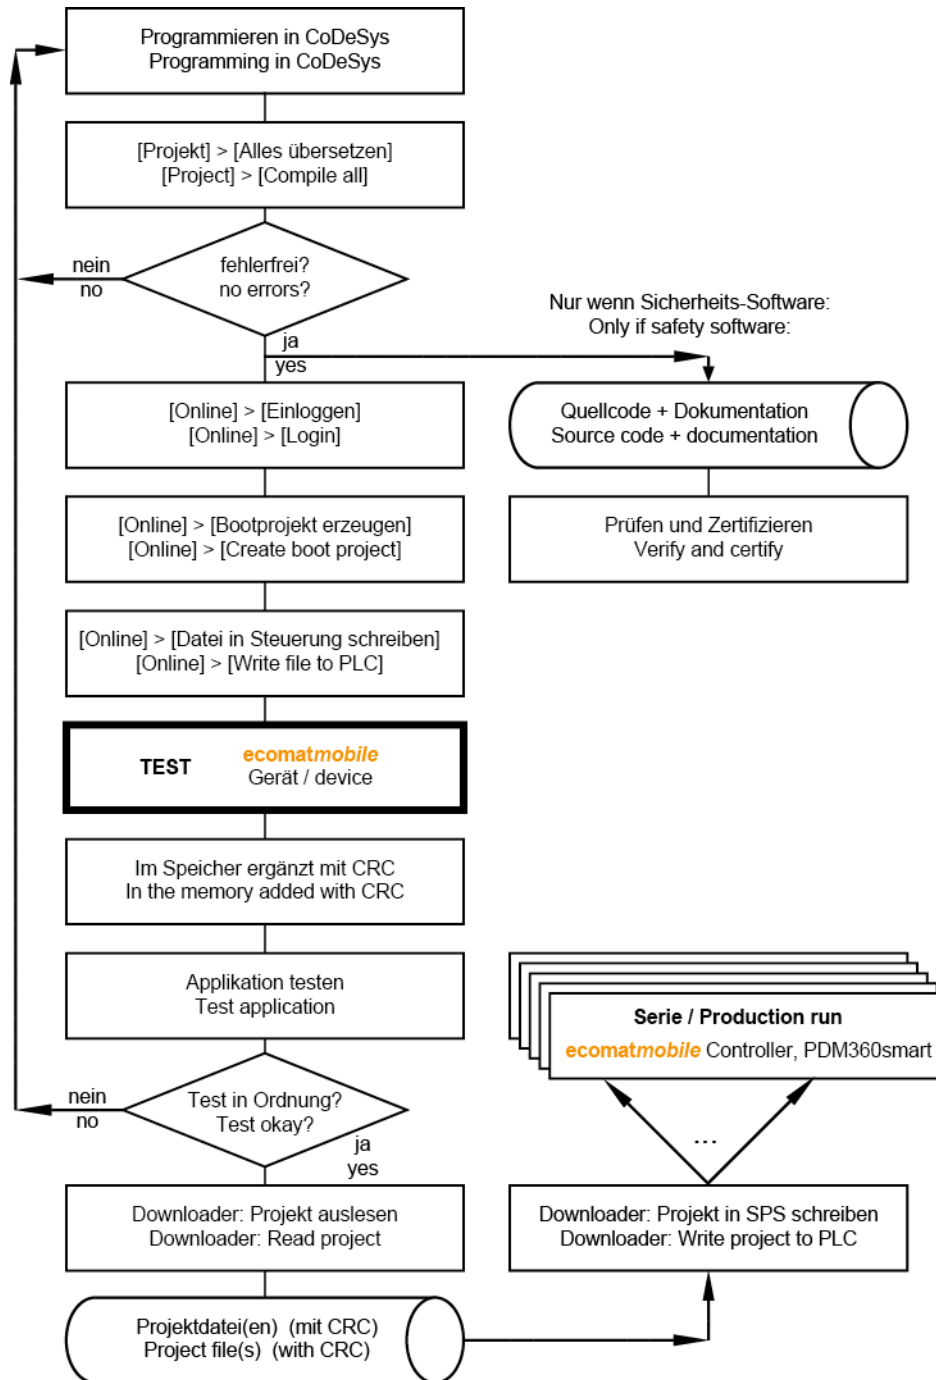 Programmieren in CoDeSys
Programming in CoDeSys
[Projekt] > [Alles übersetzen]
[Project] > [Compile all]
nein
no
fehlerfrei?
no errors?
ja
yes
Nur wenn Sicherheits-Software:
Only if safety software:
[Online] > [Einloggen]
[Online] > [Login]
Quellcode + Dokumentation
Source code + documentation
[Online] > [Bootprojekt erzeugen]
[Online] > [Create boot project]
Prüfen und Zertifizieren
Verify and certify
[Online] > [Datei in Steuerung schreiben]
[Online] > [Write file to PLC]
TEST
ecomatmobile
Gerät / device
Im Speicher ergänzt mit CRC
In the memory added with CRC
Applikation testen
Test application
Serie / Production run
ecomatmobile Controller, PDM360smart
nein
no
Test in Ordnung?
Test okay?
ja
yes
...
Downloader: Projekt auslesen
Downloader: Read project
Downloader: Projekt in SPS schreiben
Downloader: Write project to PLC
Projektdatei(en) (mit CRC)
Project file(s) (with CRC)